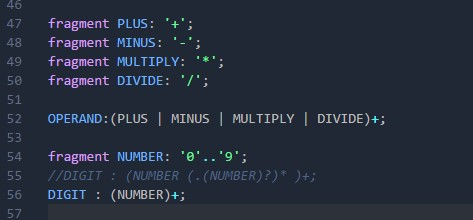 46
47 fragment PLUS: '+';
48 fragment MINUS: '-';
49 fragment MULTIPLY: '*';
50 fragment DIVIDE: '/';
51
52 OPERAND:(PLUS | MINUS | MULTIPLY | DIVIDE)+;
53
54 fragment NUMBER: '0'..'9';
55 //DIGIT : (NUMBER (.(NUMBER)?)* )+;
56 DIGIT : (NUMBER)+;
57